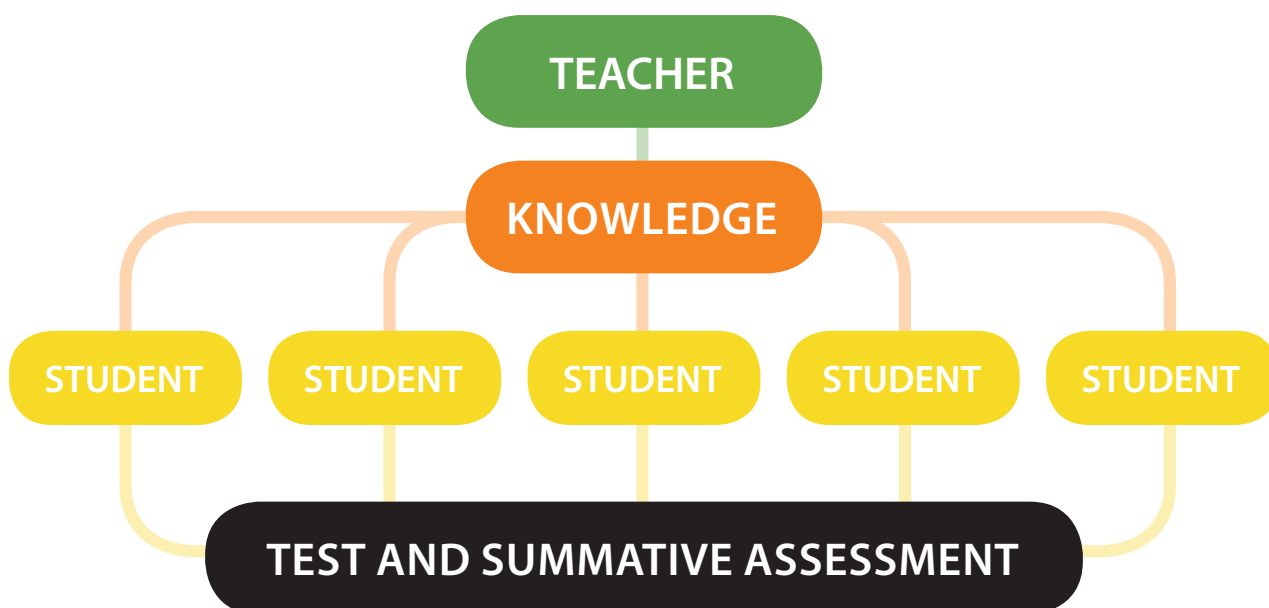 TEACHER
KNOWLEDGE
STUDENT
STUDENT
STUDENT
STUDENT
STUDENT
TEST AND SUMMATIVE ASSESSMENT